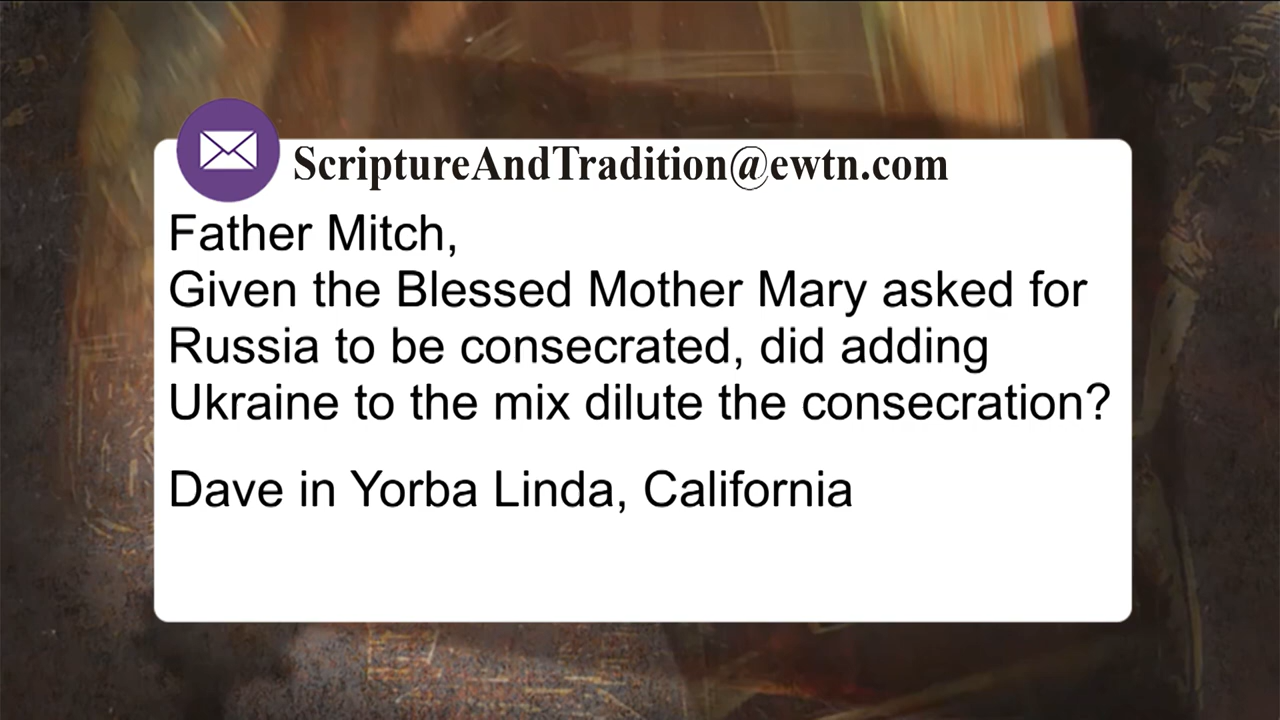 ScriptureAndTradition@ewtn.com
Father Mitch,
Given the Blessed Mother Mary asked for
Russia to be consecrated, did adding
Ukraine to the mix dilute the consecration?
Dave in Yorba Linda, California